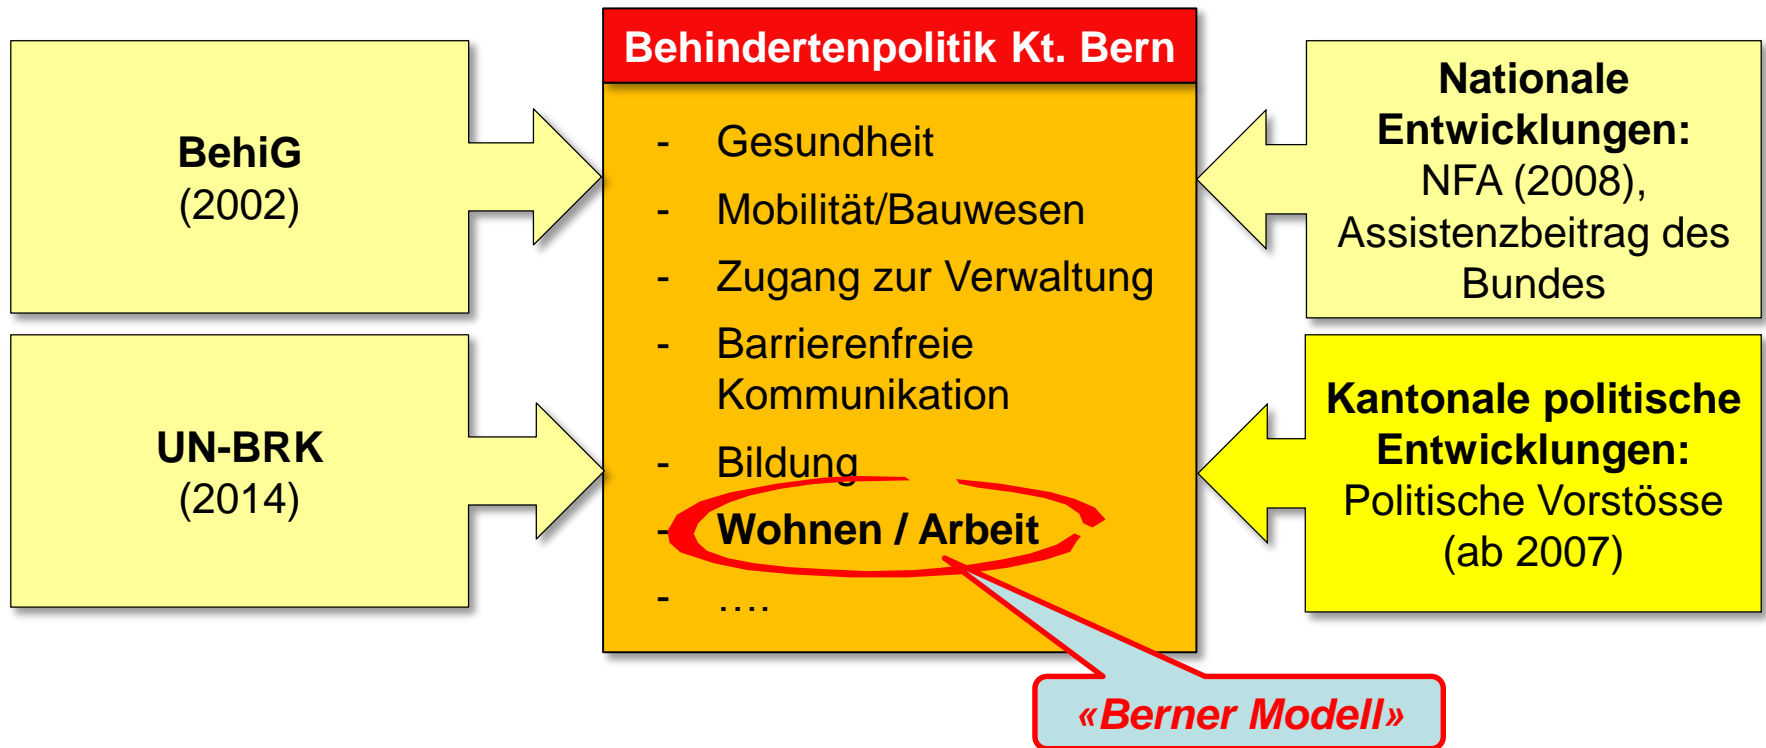 BehiG
(2002)
UN-BRK
(2014)
Behindertenpolitik Kt. Bern
- Gesundheit
- Mobilität/Bauwesen
- Zugang zur Verwaltung
- Barrierenfreie
Kommunikation
- Bildung
- Wohnen / Arbeit
- ....
«Berner Modell»
Nationale
Entwicklungen:
NFA (2008),
Assistenzbeitrag des
Bundes
Kantonale politische
Entwicklungen:
Politische Vorstösse
(ab 2007)